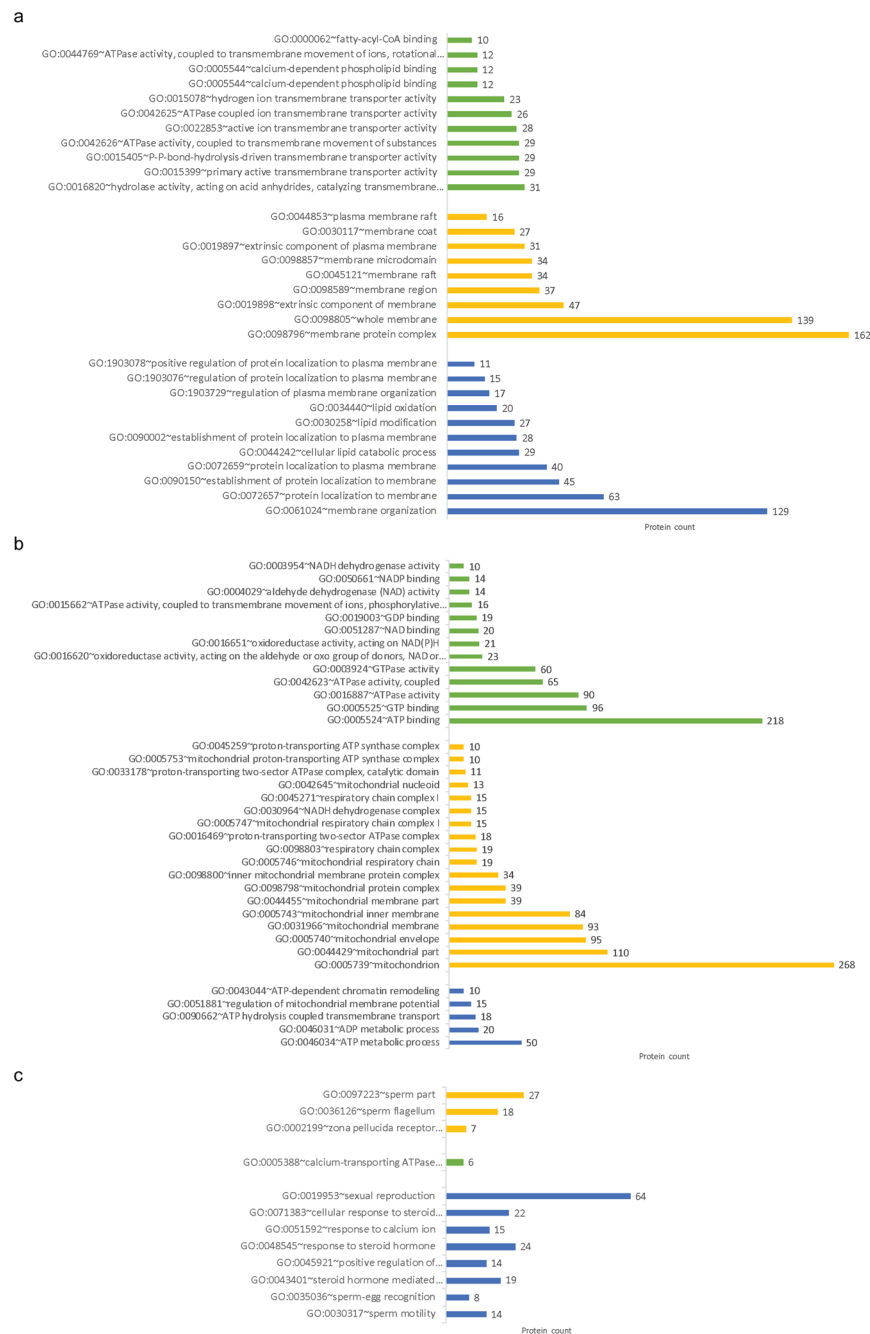 a
GO:0000062~fatty-acyl-CoA binding 10
GO:0044769~ATPase activity, coupled to transmembrane movement of ions, rotational... 12
GO:0005544~calcium-dependent phospholipid binding 12
GO:0005544~calcium-dependent phospholipid binding 12
GO:0015078~hydrogen ion transmembrane transporter activity 23
GO:0042625~ATPase coupled ion transmembrane transporter activity 26
GO:0022853~active ion transmembrane transporter activity 28
GO:0042626~ATPase activity, coupled to transmembrane movement of substances 29
GO:0015405~P-P-bond-hydrolysis-driven transmembrane transporter activity 29
GO:0015399~primary active transmembrane transporter activity 29
GO:0016820~hydrolase activity, acting on acid anhydrides, catalyzing transmembrane... 31
GO:0044853~plasma membrane raft 16
GO:0030117~membrane coat 27
GO:0019897~extrinsic component of plasma membrane 31
GO:0098857~membrane microdomain 34
GO:0045121~membrane raft 34
GO:0098589~membrane region 37
GO:0019898~extrinsic component of membrane 47
GO:0098805~whole membrane 139
GO:0098796~membrane protein complex 162
GO:1903078~positive regulation of protein localization to plasma membrane 11
GO:1903076~regulation of protein localization to plasma membrane 15
GO:1903729~regulation of plasma membrane organization 17
GO:0034440~lipid oxidation 20
GO:0030258~lipid modification 27
GO:0090002~establishment of protein localization to plasma membrane 28
GO:0044242~cellular lipid catabolic process 29
GO:0072659~protein localization to plasma membrane 40
GO:0090150~establishment of protein localization to membrane 45
GO:0072657~protein localization to membrane 63
GO:0061024~membrane organization 129
Protein count
b
GO:0003954~NADH dehydrogenase activity 10
GO:0050661~NADP binding 14
GO:0004029~aldehyde dehydrogenase (NAD) activity 14
GO:0015662~ATPase activity, coupled to transmembrane movement of ions, phosphorylative... 16
GO:0019003~GDP binding 19
GO:0051287~NAD binding 20
GO:0016651~oxidoreductase activity, acting on NAD(P)H 21
GO:0016620~oxidoreductase activity, acting on the aldehyde or oxo group of donors, NAD or... 23
GO:0003924~GTPase activity 60
GO:0042623~ATPase activity, coupled 65
GO:0016887~ATPase activity 90
GO:0005525~GTP binding 96
GO:0005524~ATP binding 218
GO:0045259~proton-transporting ATP synthase complex 10
GO:0005753~mitochondrial proton-transporting ATP synthase complex 10
GO:0033178~proton-transporting two-sector ATPase complex, catalytic domain 11
GO:0042645~mitochondrial nucleoid 13
GO:0045271~respiratory chain complex I 15
GO:0030964~NADH dehydrogenase complex 15
GO:0005747~mitochondrial respiratory chain complex I 15
GO:0016469~proton-transporting two-sector ATPase complex 18
GO:0098803~respiratory chain complex 19
GO:0005746~mitochondrial respiratory chain 19
GO:0098800~inner mitochondrial membrane protein complex 34
GO:0098798~mitochondrial protein complex 39
GO:0044455~mitochondrial membrane part 39
GO:0005743~mitochondrial inner membrane 84
GO:0031966~mitochondrial membrane 93
GO:0005740~mitochondrial envelope 95
GO:0044429~mitochondrial part 110
GO:0005739~mitochondrion 268
GO:0043044~ATP-dependent chromatin remodeling 10
GO:0051881~regulation of mitochondrial membrane potential 15
GO:0090662~ATP hydrolysis coupled transmembrane transport 18
GO:0046031~ADP metabolic process 20
GO:0046034~ATP metabolic process 50
Protein count
c
GO:0097223~sperm part 27
GO:0036126~sperm flagellum 18
GO:0002199~zona pellucida receptor... 7
GO:0005388~calcium-transporting ATPase... 6
GO:0019953~sexual reproduction 64
GO:0071383~cellular response to steroid... 22
GO:0051592~response to calcium ion 15
GO:0048545~response to steroid hormone 24
GO:0045921~positive regulation of... 14
GO:0043401~steroid hormone mediated... 19
GO:0035036~sperm-egg recognition 8
GO:0030317~sperm motility 14
Protein count